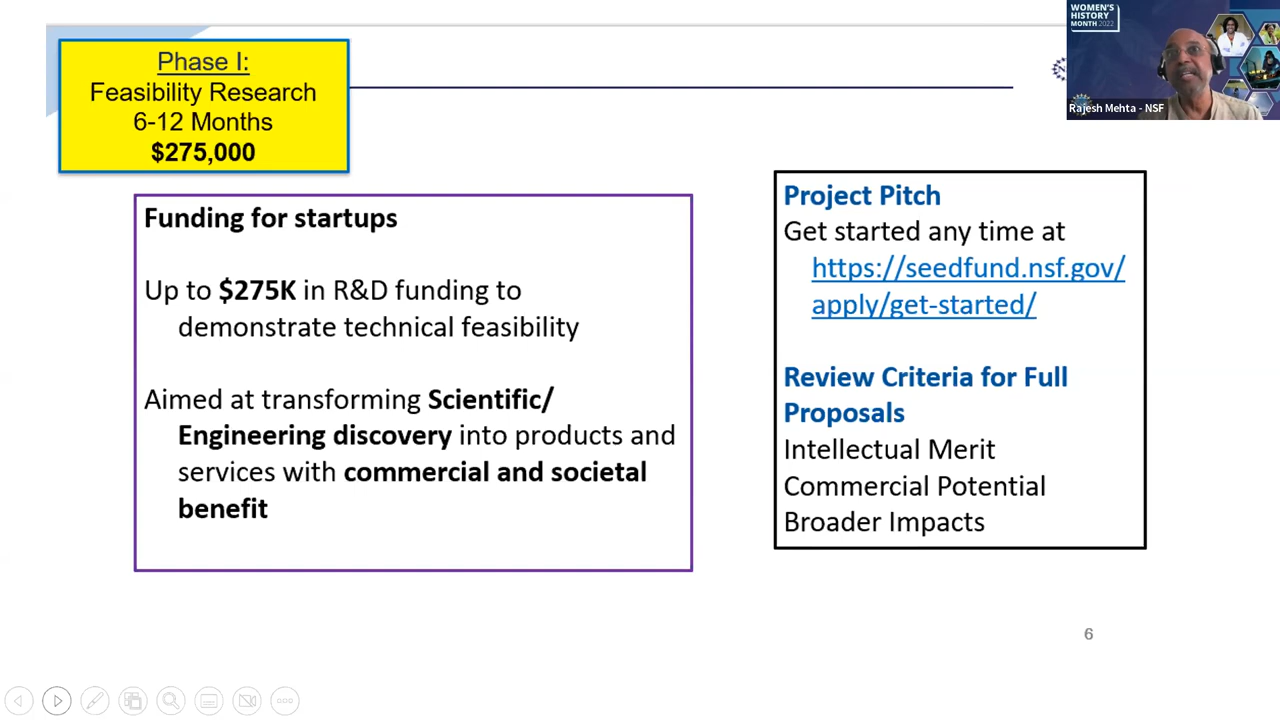 Phase I:
Feasibility Research
6-12 Months
$275,000
WOMEN'S
HISTORY
MONTH 2022
Rajesh Mehta - NSF
Funding for startups
Up to $275K in R&D funding to
demonstrate technical feasibility
Aimed at transforming Scientific/
Engineering discovery into products and
services with commercial and societal
benefit
Project Pitch
Get started any time at
https://seedfund.nsf.gov/
apply/get-started/
Review Criteria for Full
Proposals
Intellectual Merit
Commercial Potential
Broader Impacts
6